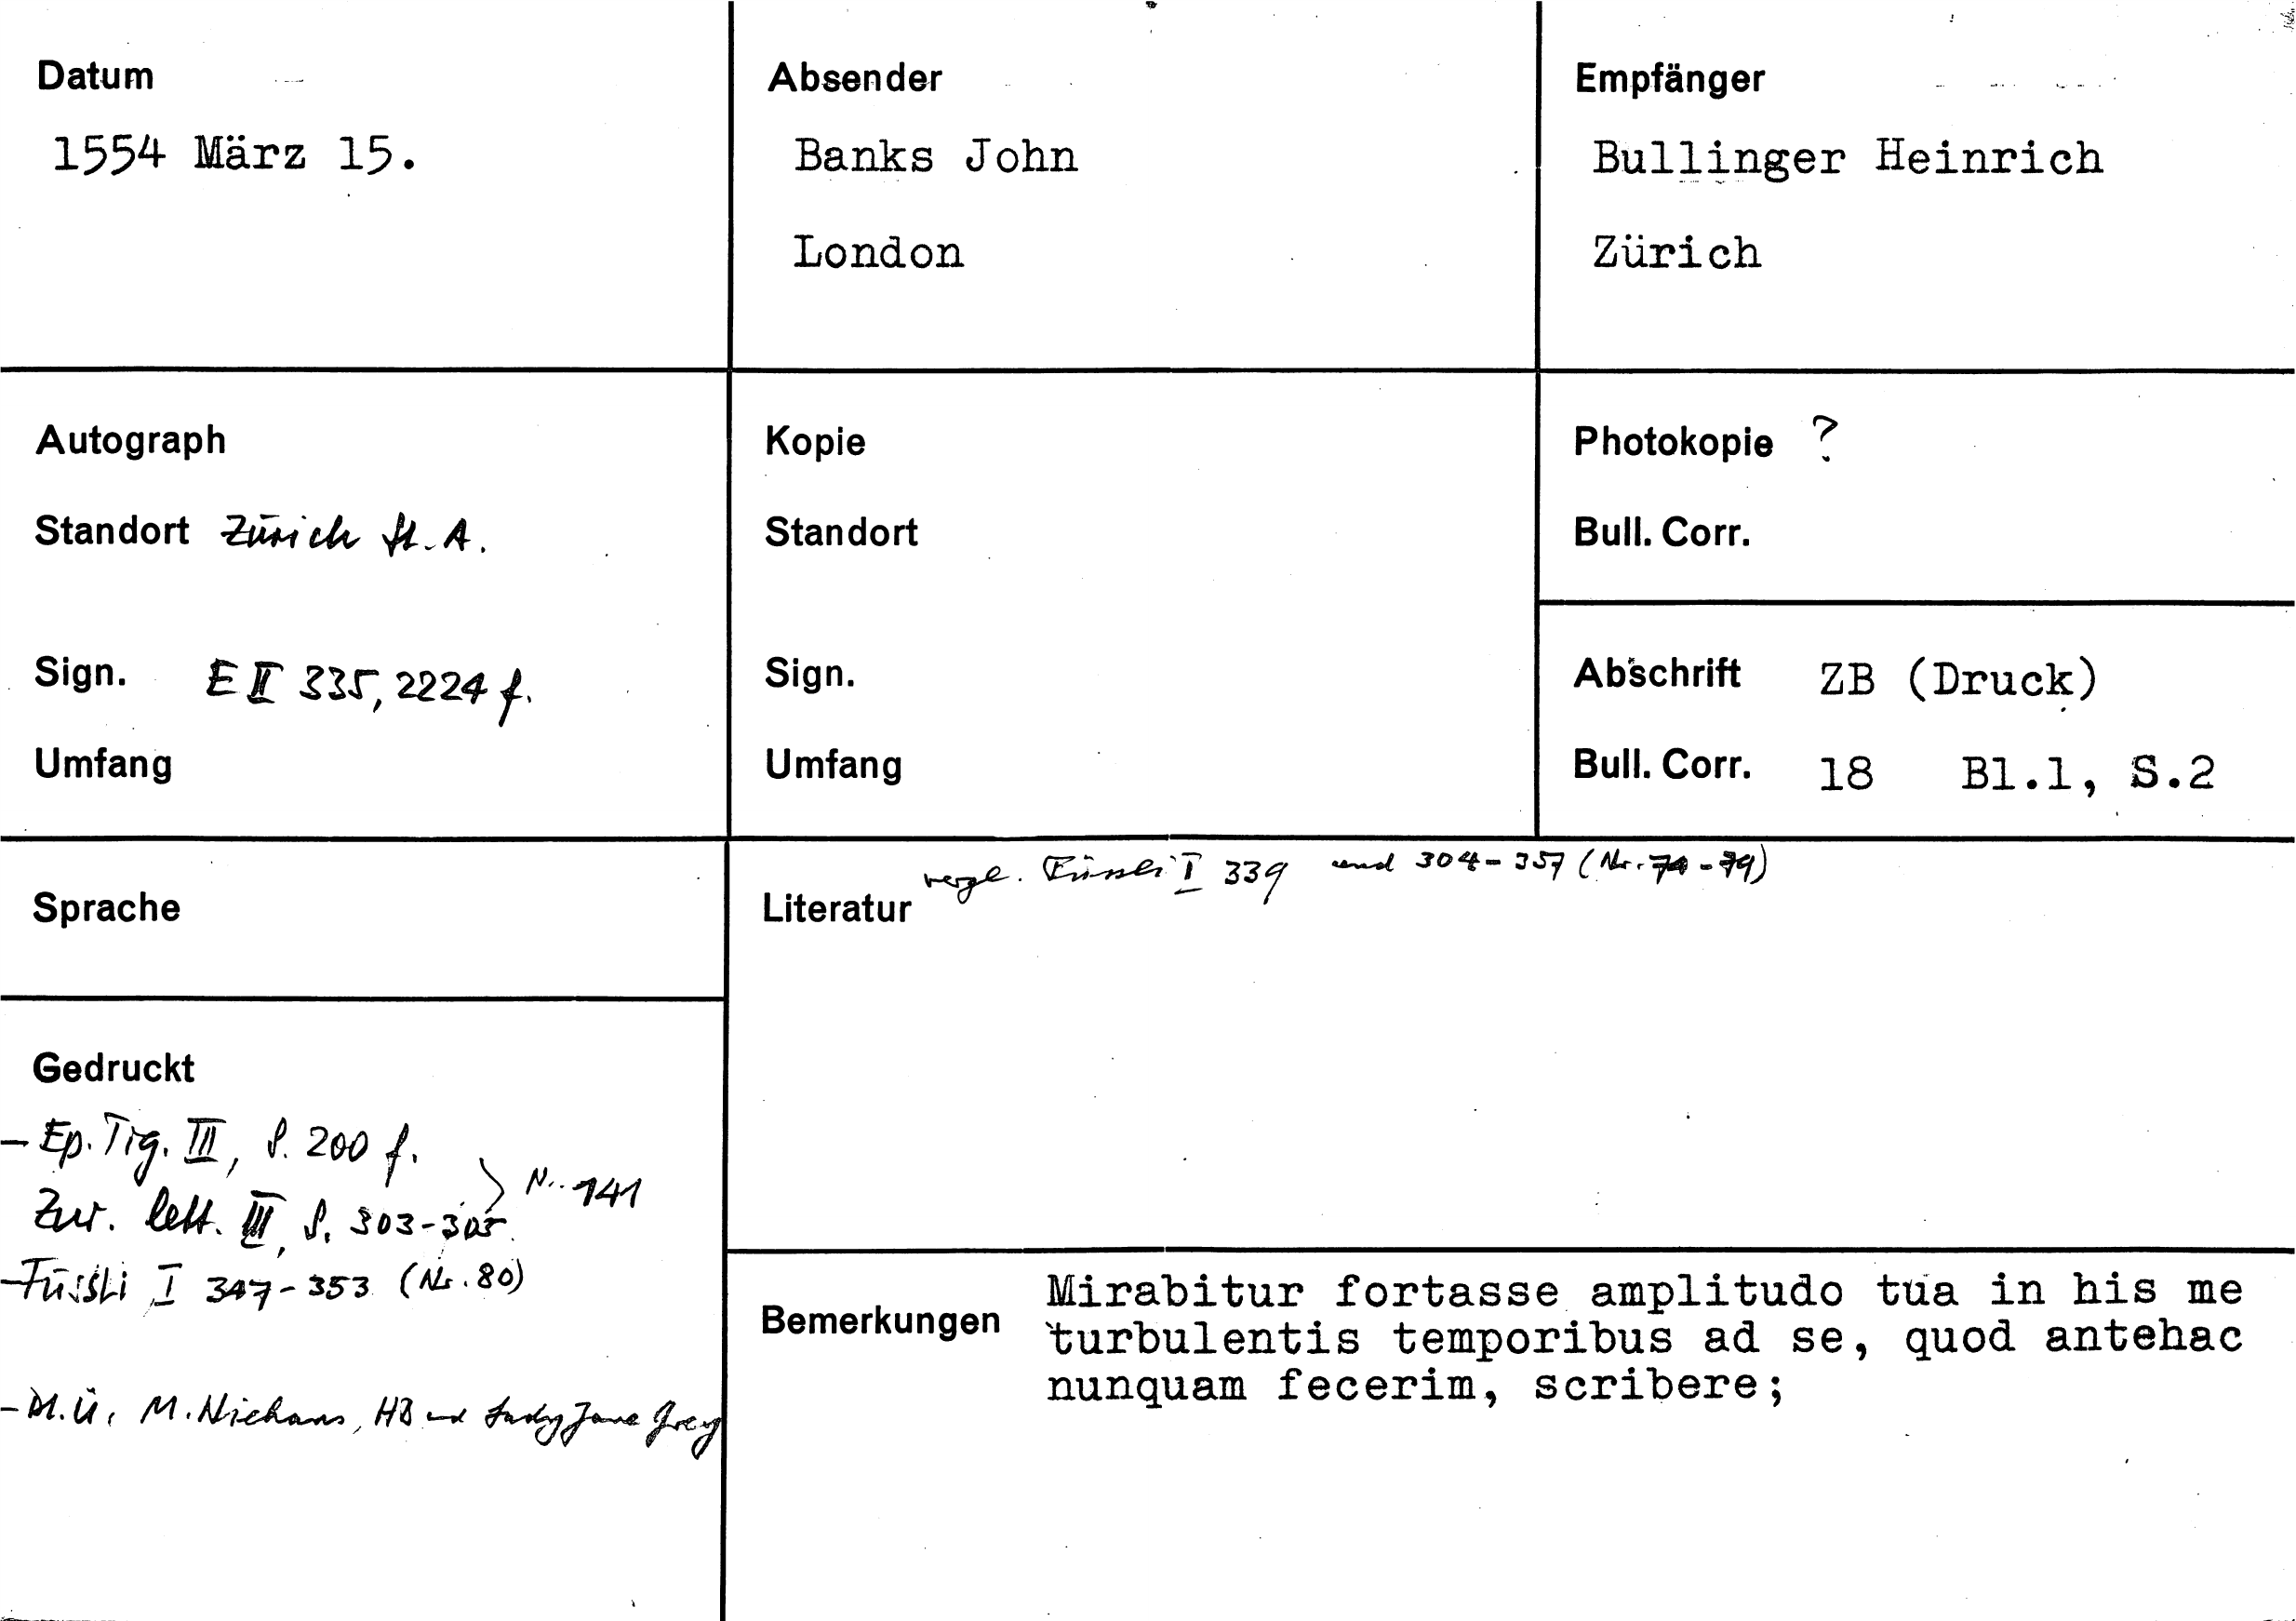 Datum
1554 März 15.
Absender
Banks John
London
Empfänger
Bullinger Heinrich
Zürich
Autograph
Standort Zürich St. A.
Sign. E II 335, 2224 f.
Umfang
Kopie
Standort
Sign.
Umfang
Photokopie ?
Bull. Corr.
Abschrift ZB (Druck)
Bull. Corr. 18 Bl.1, S.2
Sprache
Literatur vergl. Füssli I 339 und 304-357 (Nr. 74-79)
Gedruckt
- Ep. Tig. III, S. 200 f.
Zur. lett. III, S. 303-305.
Nr. 141
- Füssli I 347-353 (Nr. 80)
- M. Ü. M. Niehans, HB und Lady Jane Grey
Bemerkungen
Mirabitur fortasse amplitudo tua in his me
turbulentis temporibus ad se, quod antehac
nunquam fecerim, scribere;